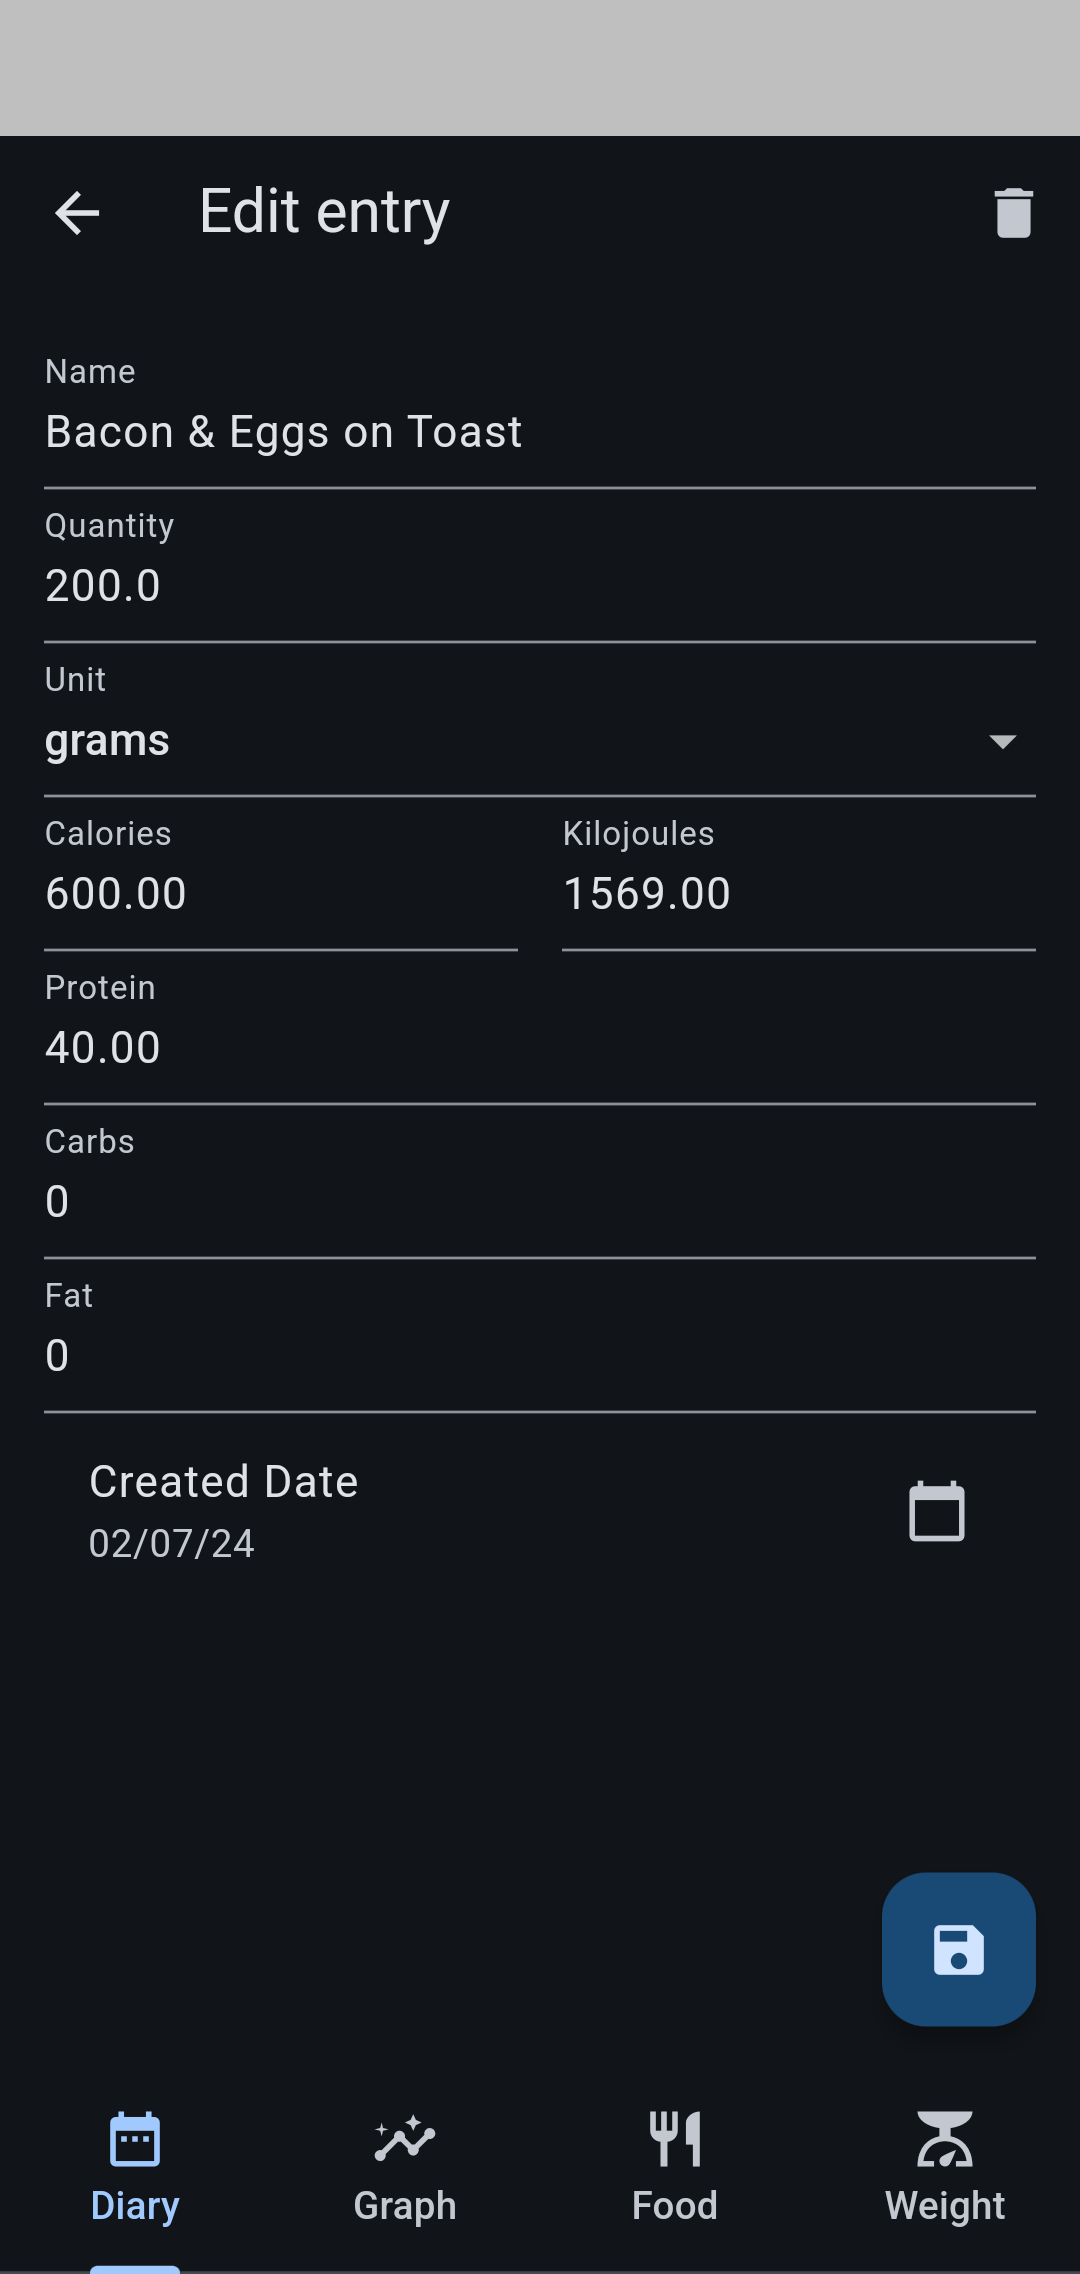 Edit entry
Name
Bacon & Eggs on Toast
Quantity
200.0
Unit
grams
Calories Kilojoules
600.00 1569.00
Protein
40.00
Carbs
0
Fat
0
Created Date
02/07/24
Diary Graph Food Weight